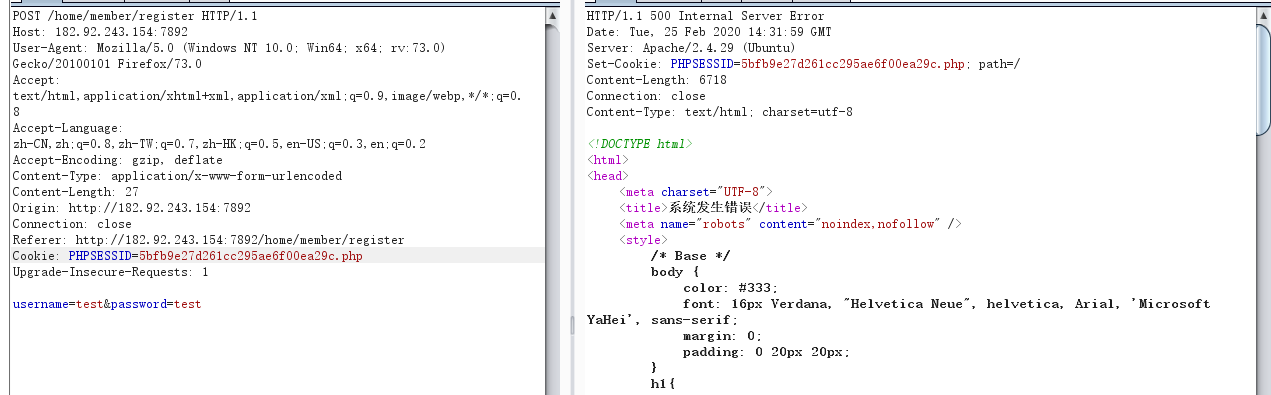 POST /home/member/register HTTP/1.1
Host: 182.92.243.154:7892
User-Agent: Mozilla/5.0 (Windows NT 10.0; Win64; x64; rv:73.0)
Gecko/20100101 Firefox/73.0
Accept:
text/html,application/xhtml+xml,application/xml;q=0.9,image/webp,*/*;q=0.
8
Accept-Language:
zh-CN,zh;q=0.8,zh-TW;q=0.7,zh-HK;q=0.5,en-US;q=0.3,en;q=0.2
Accept-Encoding: gzip, deflate
Content-Type: application/x-www-form-urlencoded
Content-Length: 27
Origin: http://182.92.243.154:7892
Connection: close
Referer: http://182.92.243.154:7892/home/member/register
Cookie: PHPSESSID=5bfb9e27d261cc295ae6f00ea29c.php
Upgrade-Insecure-Requests: 1
username=test&password=test
HTTP/1.1 500 Internal Server Error
Date: Tue, 25 Feb 2020 14:31:59 GMT
Server: Apache/2.4.29 (Ubuntu)
Set-Cookie: PHPSESSID=5bfb9e27d261cc295ae6f00ea29c.php; path=/
Content-Length: 6718
Connection: close
Content-Type: text/html; charset=utf-8
<!DOCTYPE html>
<html>
<head>
<meta charset="UTF-8">
<title>系统发生错误</title>
<meta name="robots" content="noindex,nofollow" />
<style>
/* Base */
body {
color: #333;
font: 16px Verdana, "Helvetica Neue", helvetica, Arial, 'Microsoft
YaHei', sans-serif;
margin: 0;
padding: 0 20px 20px;
}
h1{